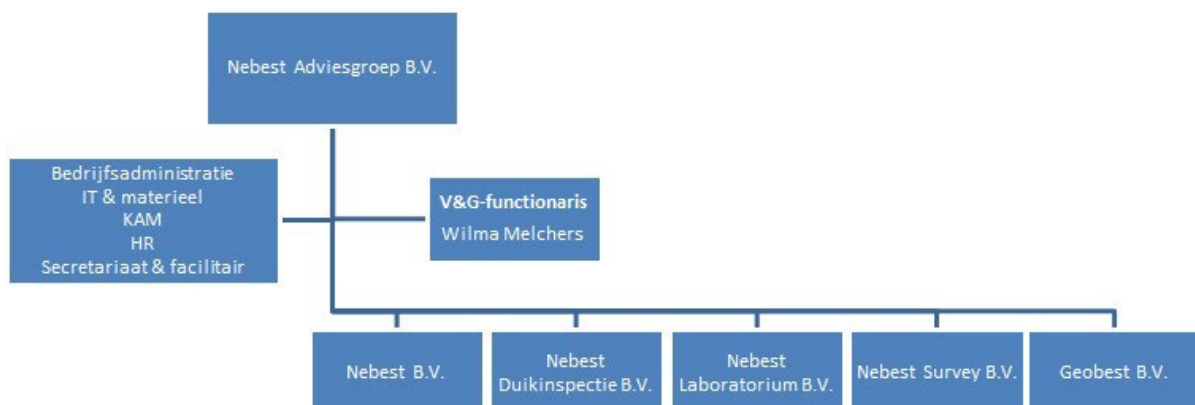 Nebest Adviesgroep B.V.
Bedrijfsadministratie
IT & materieel
KAM
HR
Secretariaat & facilitair
V&G-functionaris
Wilma Melchers
Nebest B.V.
Nebest
Duikinspectie B.V.
Nebest
Laboratorium B.V.
Nebest Survey B.V.
Geobest B.V.